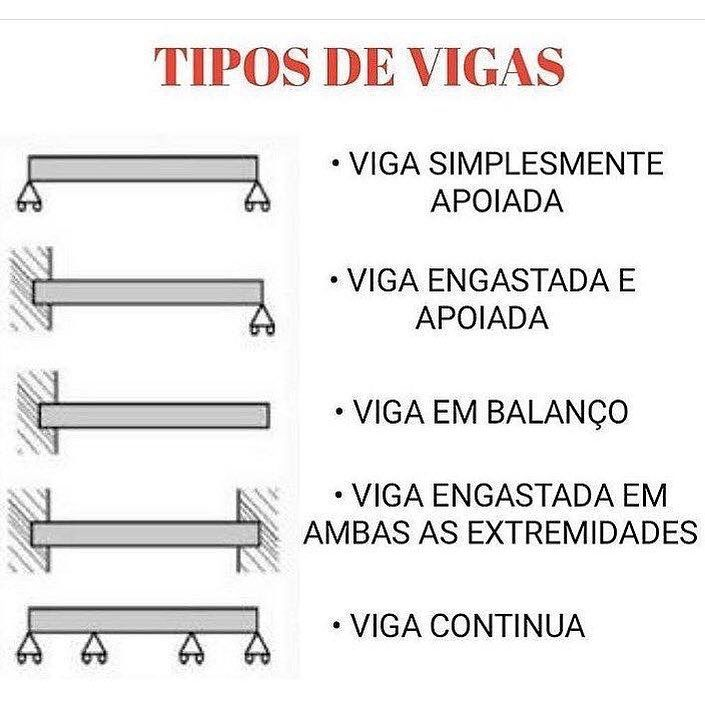 TIPOS DE VIGAS
• VIGA SIMPLESMENTE
APOIADA
• VIGA ENGASTADA E
APOIADA
• VIGA EM BALANÇO
• VIGA ENGASTADA EM
AMBAS AS EXTREMIDADES
• VIGA CONTINUA